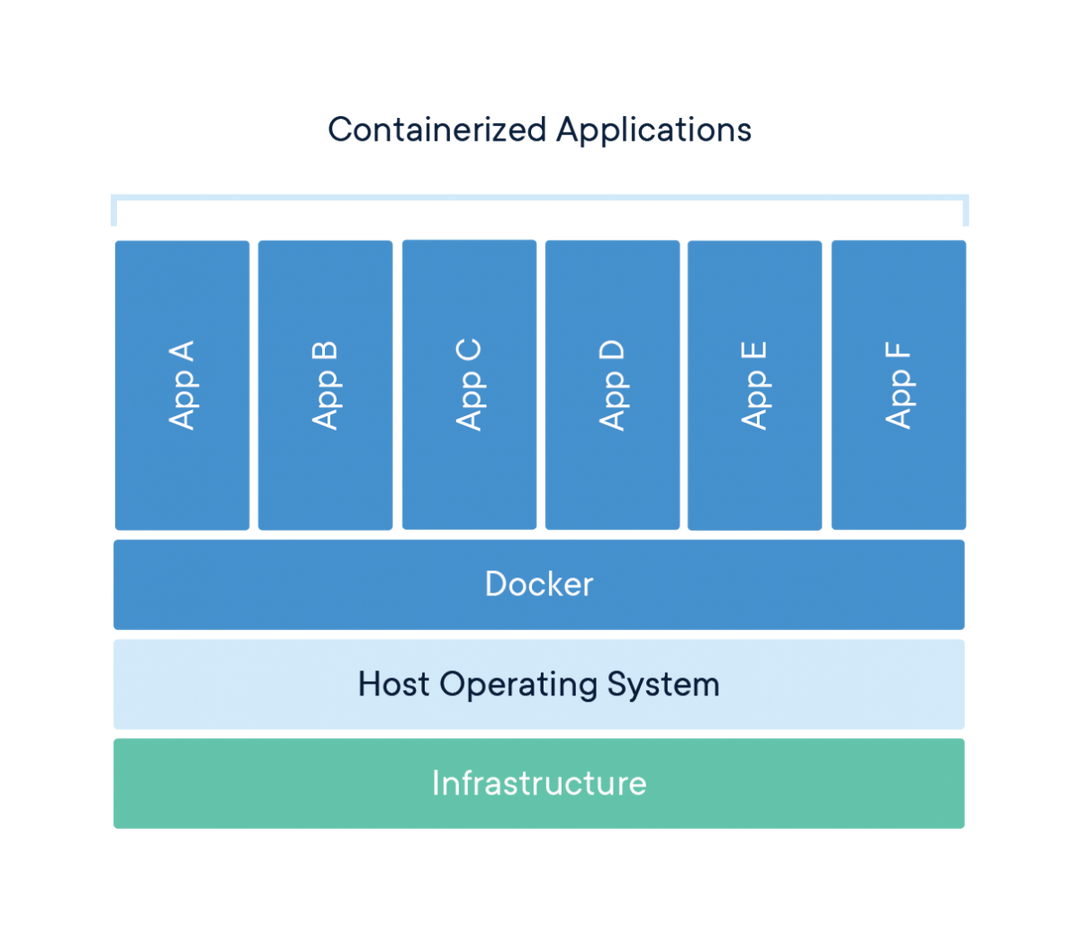 Containerized Applications
App A
App B
App C
App D
App E
App F
Docker
Host Operating System
Infrastructure